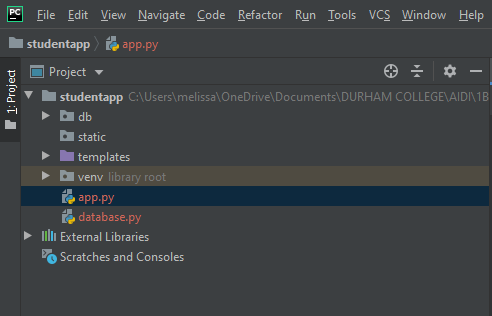 PC File Edit View Navigate Code Refactor Run Tools VCS Window Help
studentapp app.py
1: Project
Project
studentapp C:\Users\melissa\OneDrive\Documents\DURHAM COLLEGE\AIDI\1B
db
static
templates
venv library root
app.py
database.py
External Libraries
Scratches and Consoles